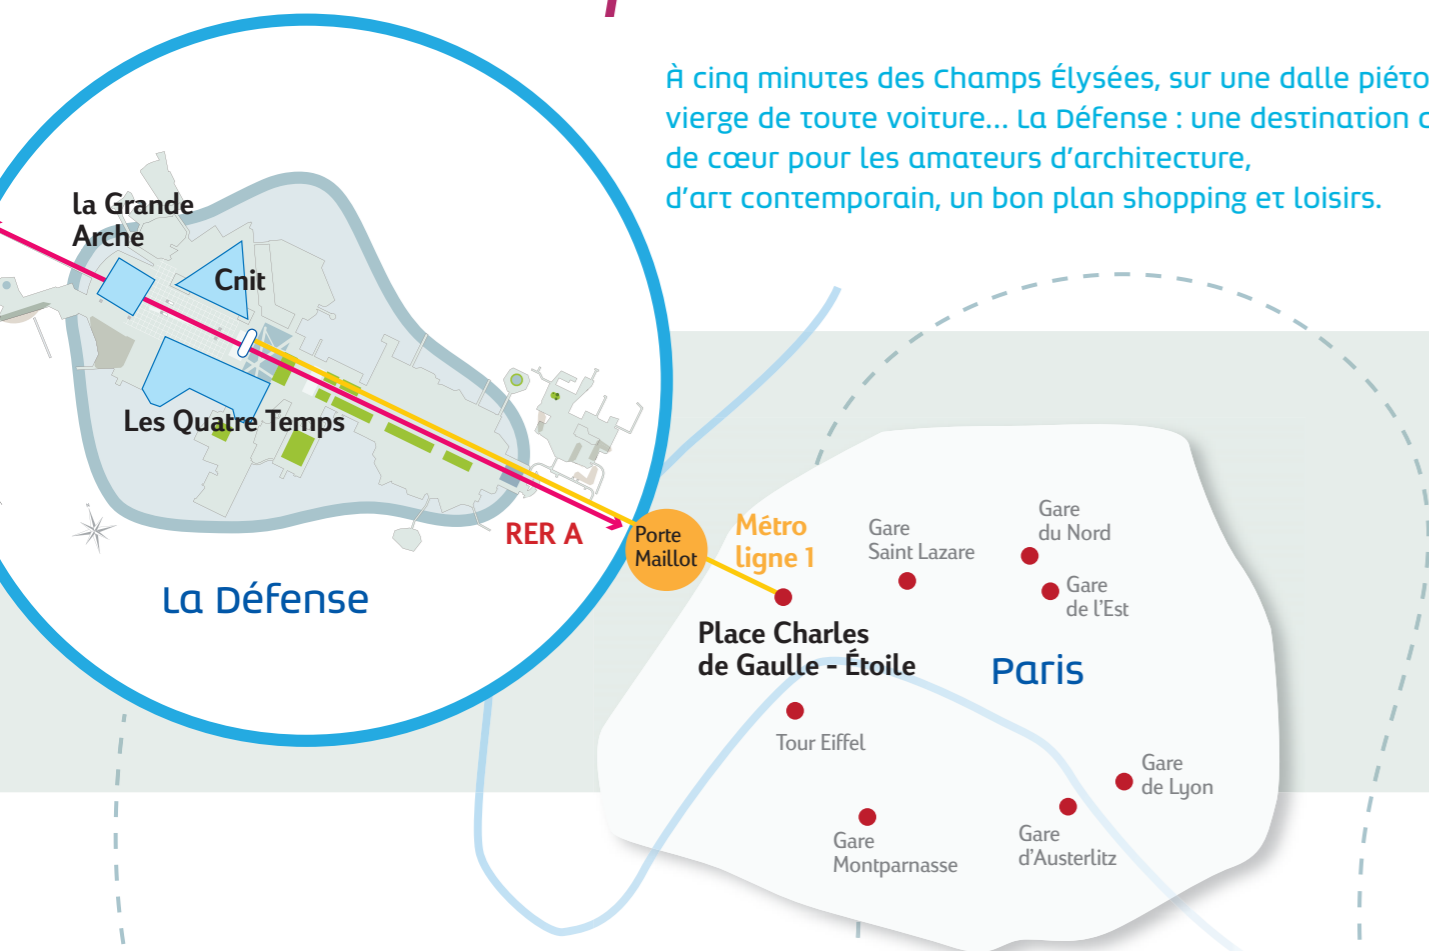 À cinq minutes des Champs Élysées, sur une dalle
vierge de toute voiture... La Défense : une destination
de cœur pour les amateurs d'architecture,
d'art contemporain, un bon plan shopping et loisirs.
la Grande
Arche
Cnit
Les Quatre Temps
RER A
La Défense
Porte
Maillot
Métro
ligne 1
Place Charles
de Gaulle - Étoile
Gare
Saint Lazare
Gare
du Nord
Gare
de l'Est
Paris
Tour Eiffel
Gare
de Lyon
Gare
d'Austerlitz
Gare
Montparnasse